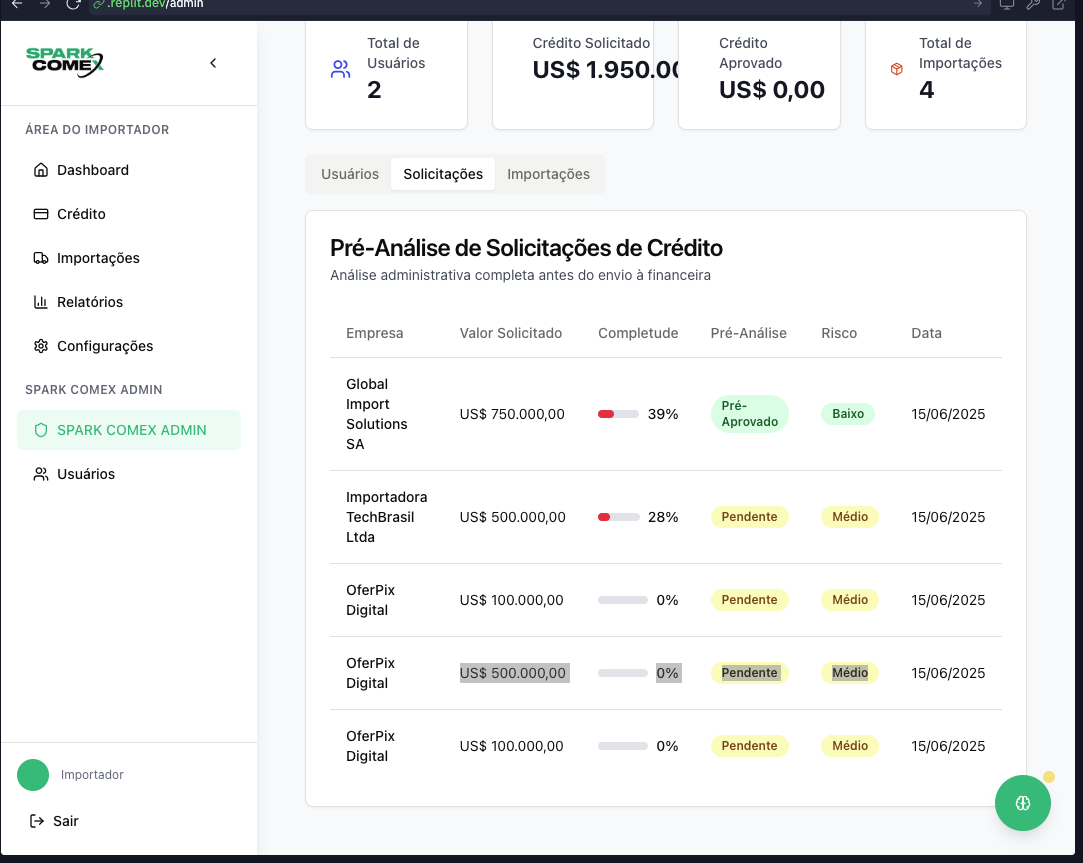 .replit.dev/admin
SPARK
COMEX
ÁREA DO IMPORTADOR
Dashboard
Crédito
Importações
Relatórios
Configurações
SPARK COMEX ADMIN
SPARK COMEX ADMIN
Usuários
Importador
Sair
Total de
Usuários
2
Crédito Solicitado
US$ 1.950.00
Crédito
Aprovado
US$ 0,00
Total de
Importações
4
Usuários Solicitações Importações
Pré-Análise de Solicitações de Crédito
Análise administrativa completa antes do envio à financeira
Empresa Valor Solicitado Completude Pré-Análise Risco Data
Global
Import
Solutions
SA
US$ 750.000,00 39%
Pré-
Aprovado
Baixo 15/06/2025
Importadora
TechBrasil
Ltda
US$ 500.000,00 28% Pendente Médio 15/06/2025
OferPix
Digital
US$ 100.000,00 0% Pendente Médio 15/06/2025
OferPix
Digital
US$ 500.000,00 0% Pendente Médio 15/06/2025
OferPix
Digital
US$ 100.000,00 0% Pendente Médio 15/06/2025